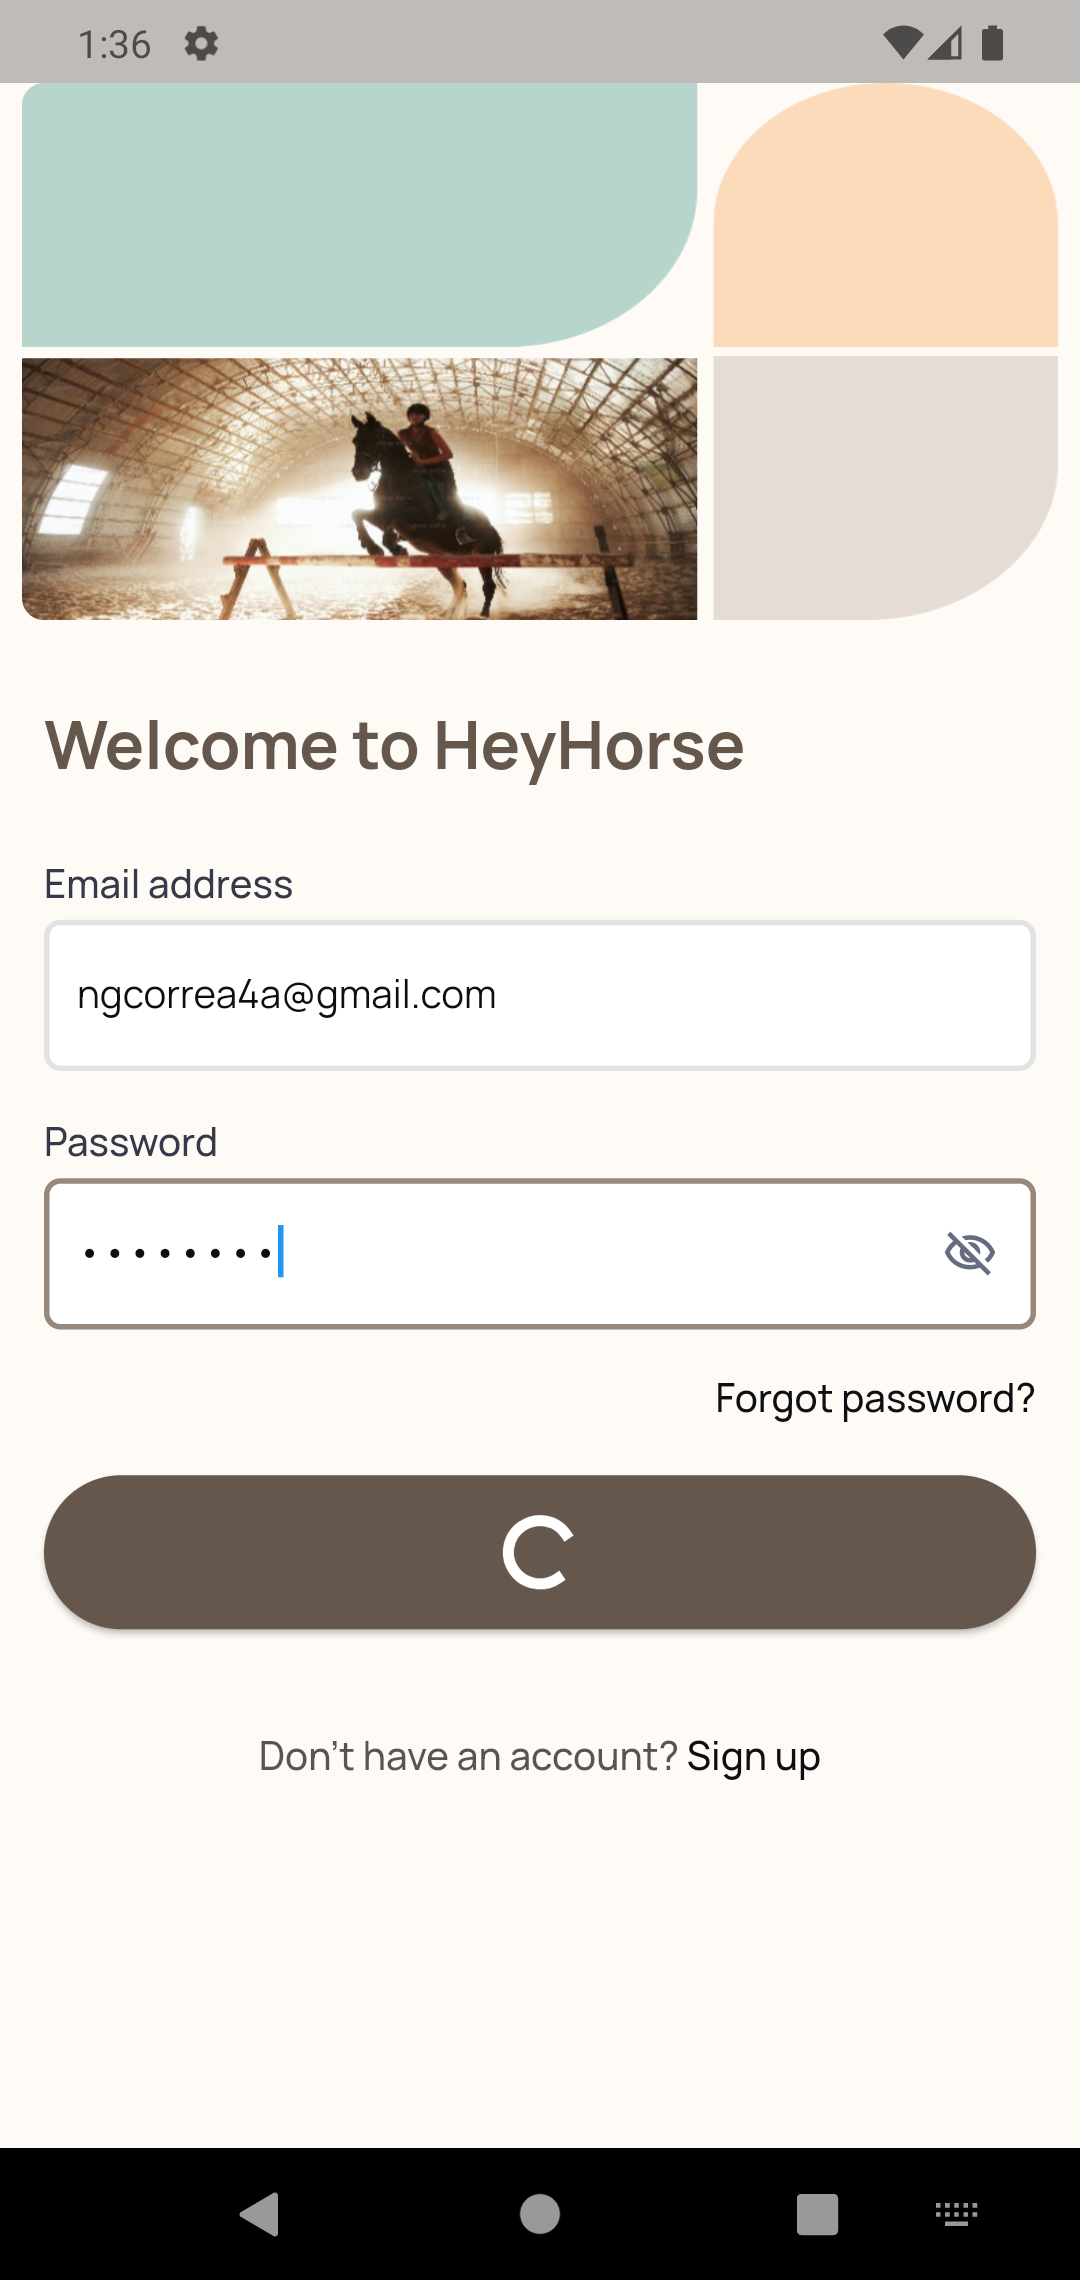 1:36
Welcome to HeyHorse
Email address
ngcorrea4a@gmail.com
Password
••••••••
Forgot password?
Don't have an account? Sign up